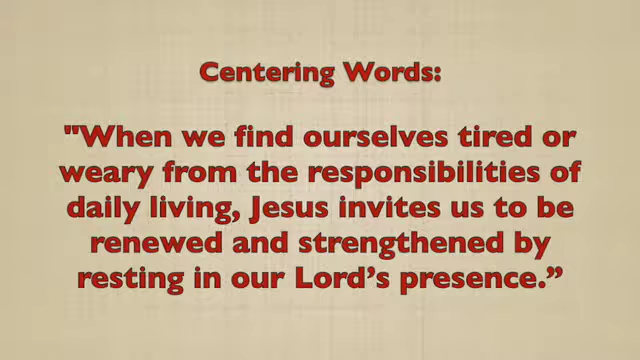 Centering Words:
"When we find ourselves tired or
weary from the responsibilities of
daily living, Jesus invites us to be
renewed and strengthened by
resting in our Lord’s presence.”